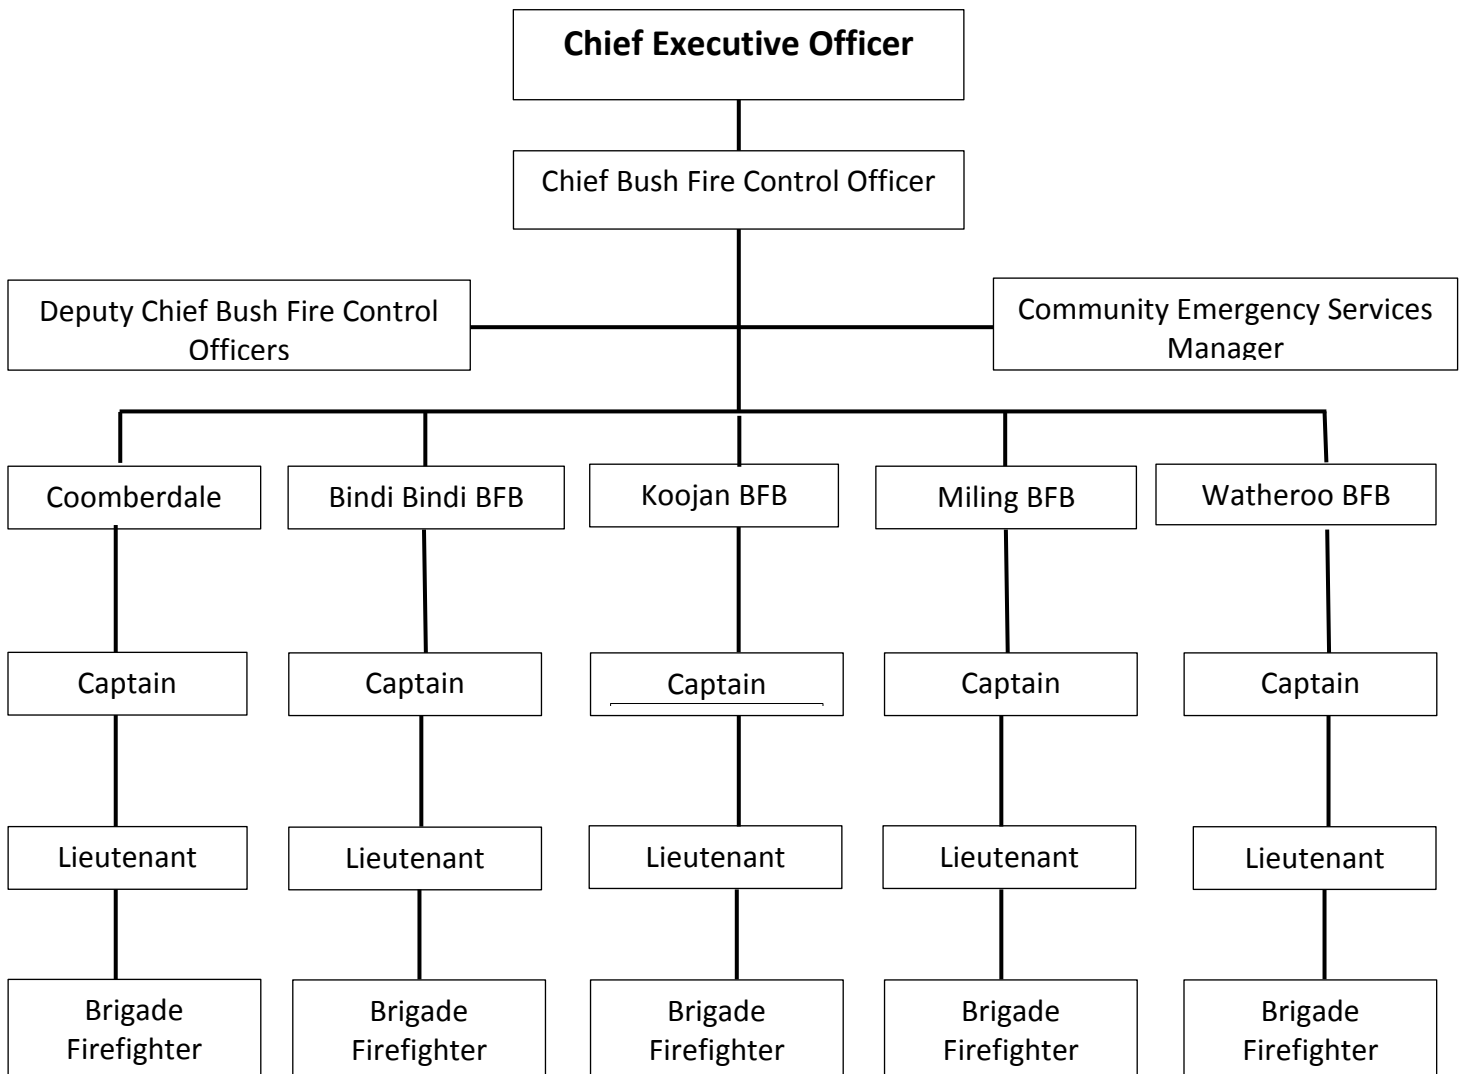 Chief Executive Officer
Chief Bush Fire Control Officer
Deputy Chief Bush Fire Control
Officers
Community Emergency Services
Manager
Coomberdale
Bindi Bindi BFB
Koojan BFB
Miling BFB
Watheroo BFB
Captain
Captain
Captain
Captain
Captain
Lieutenant
Lieutenant
Lieutenant
Lieutenant
Lieutenant
Brigade
Firefighter
Brigade
Firefighter
Brigade
Firefighter
Brigade
Firefighter
Brigade
Firefighter